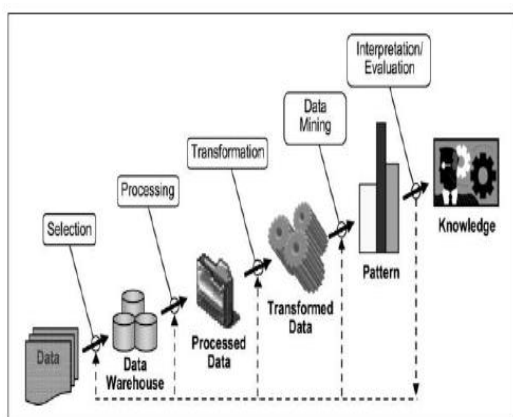 Interpretation/
Evaluation
Data
Mining
Transformation
Processing
Selection
Knowledge
Pattern
Transformed
Data
Processed
Data
Data
Warehouse
Data